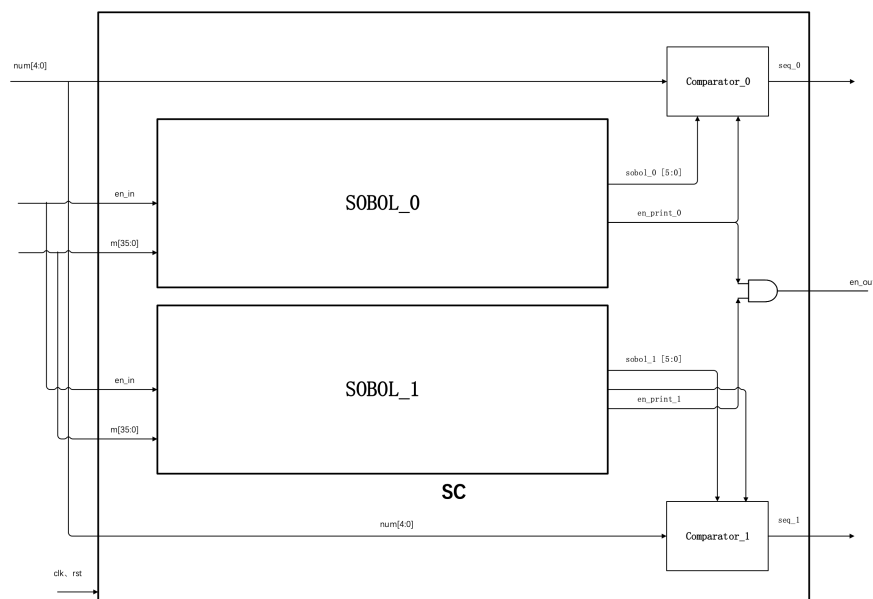 num[4:0]
Comparator_0
seq_0
sobol_0 [5:0]
en_in
SOBOL_0
en_print_0
m[35:0]
en_ou
sobol_1 [5:0]
en_in
SOBOL_1
en_print_1
m[35:0]
SC
num[4:0]
Comparator_1
seq_1
clk、rst